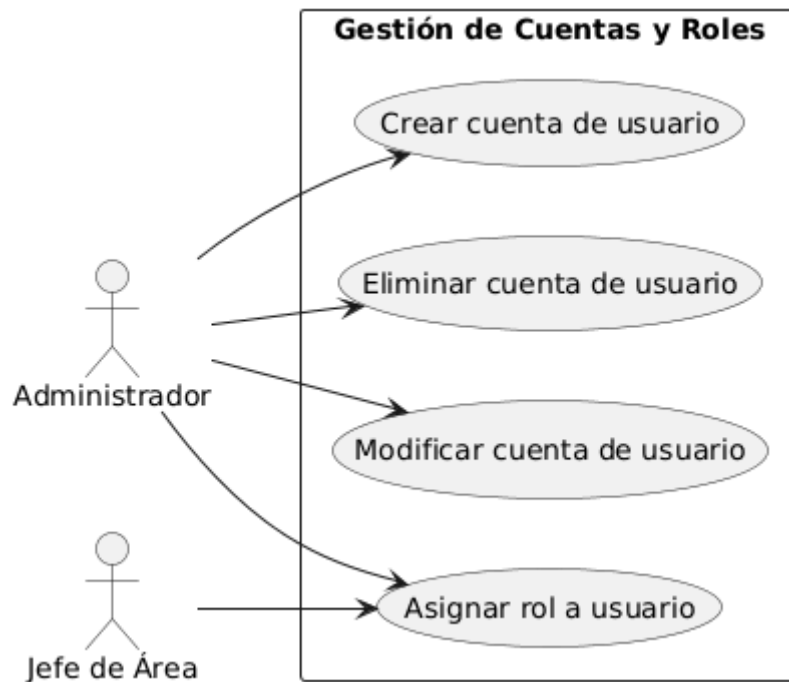 Gestión de Cuentas y Roles
Crear cuenta de usuario
Eliminar cuenta de usuario
Administrador
Modificar cuenta de usuario
Asignar rol a usuario
Jefe de Área